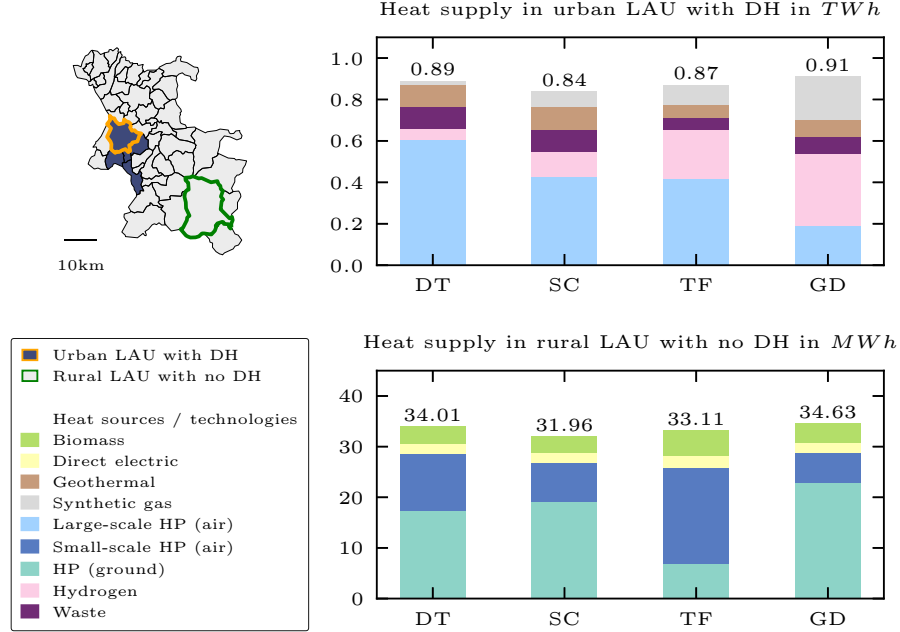 Heat supply in urban LAU with DH in TWh
1.0
0.8
0.6
0.4
0.2
0.0
0.89
0.84
0.87
0.91
DT
SC
TF
GD
10km
Urban LAU with DH
Rural LAU with no DH
Heat sources / technologies
Biomass
Direct electric
Geothermal
Synthetic gas
Large-scale HP (air)
Small-scale HP (air)
HP (ground)
Hydrogen
Waste
Heat supply in rural LAU with no DH in MWh
40
30
20
10
0
34.01
31.96
33.11
34.63
DT
SC
TF
GD